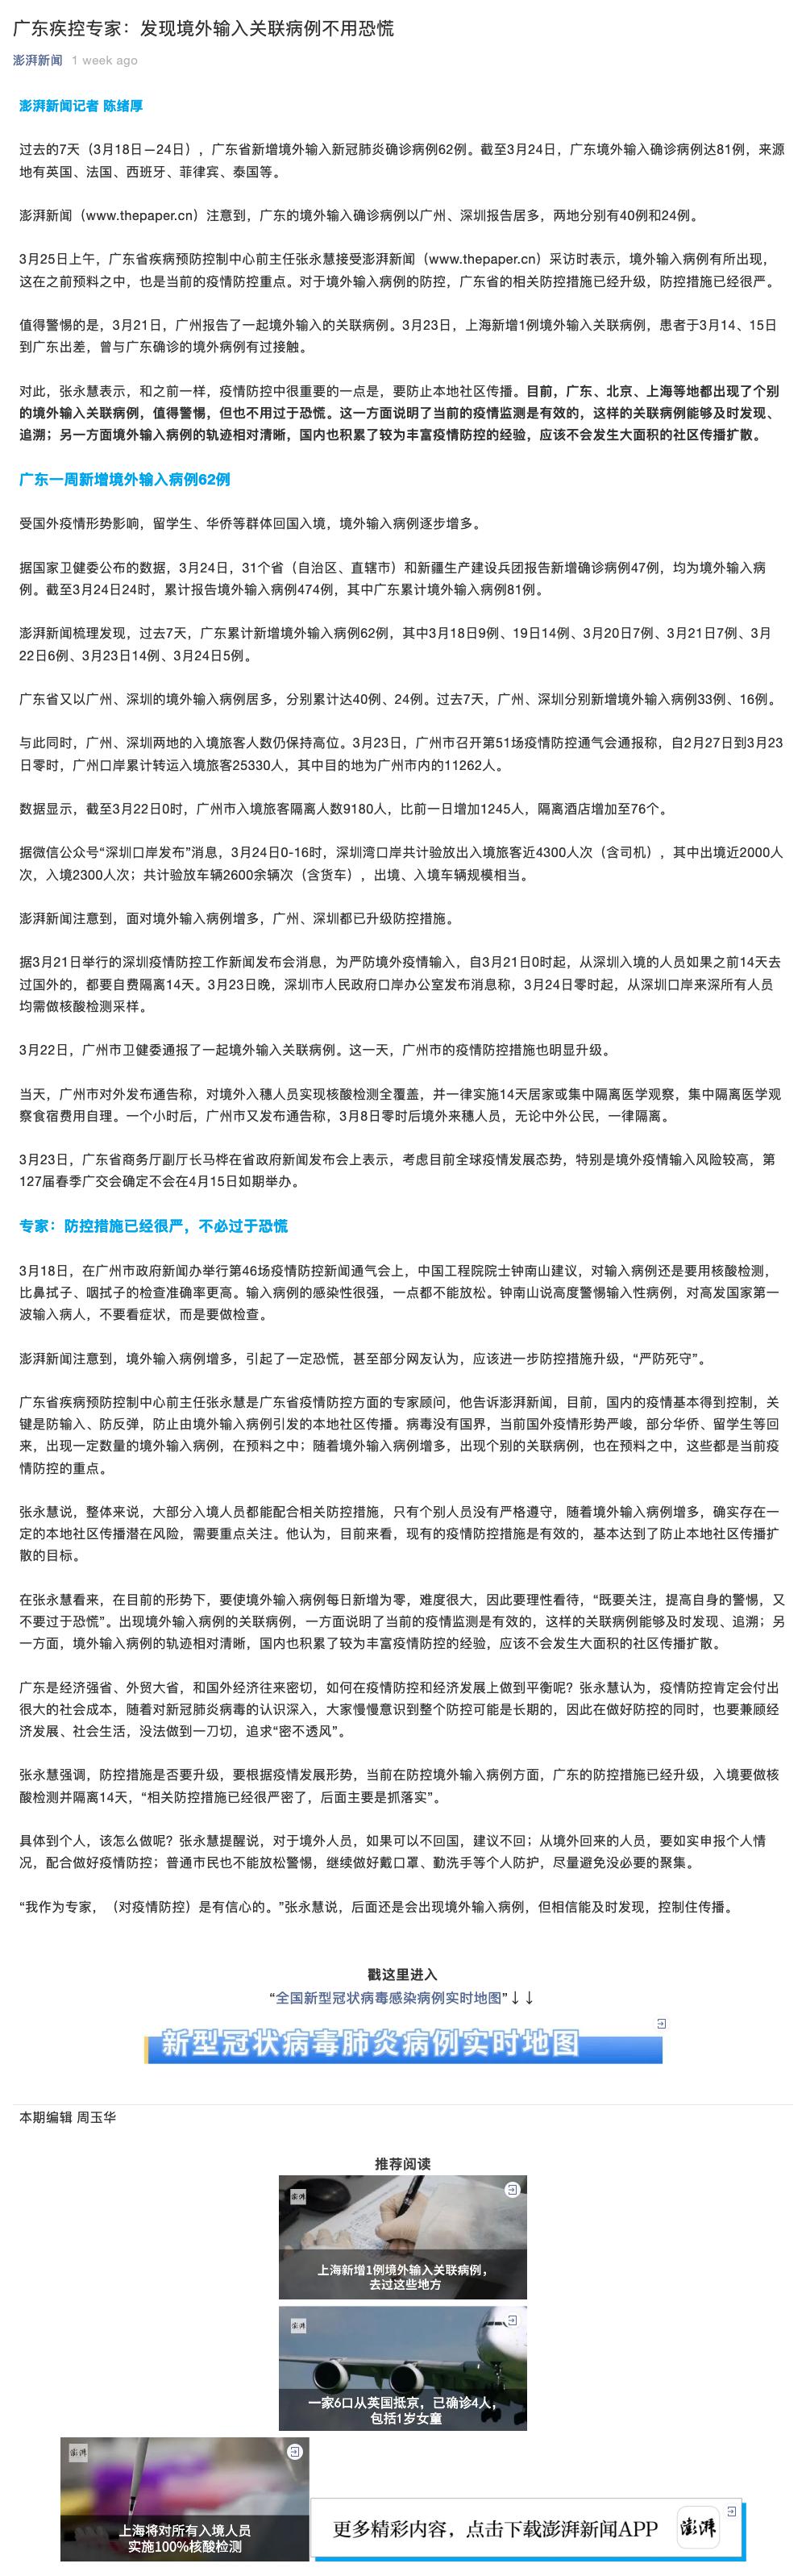 广东疾控专家：发现境外输入关联病例不用恐慌
澎湃新闻 1 week ago
澎湃新闻记者 陈绪厚
过去的7天（3月18日—24日），广东省新增境外输入新冠肺炎确诊病例62例。截至3月24日，广东境外输入确诊病例达81例，来源
地有英国、法国、西班牙、菲律宾、泰国等。
澎湃新闻（www.thepaper.cn）注意到，广东的境外输入确诊病例以广州、深圳报告居多，两地分别有40例和24例。
3月25日上午，广东省疾病预防控制中心前主任张永慧接受澎湃新闻（www.thepaper.cn）采访时表示，境外输入病例有所出现，
这在之前预料之中，也是当前的疫情防控重点。对于境外输入病例的防控，广东省的相关防控措施已经升级，防控措施已经很严。
值得警惕的是，3月21日，广州报告了一起境外输入的关联病例。3月23日，上海新增1例境外输入关联病例，患者于3月14、15日
到广东出差，曾与广东确诊的境外病例有过接触。
对此，张永慧表示，和之前一样，疫情防控中很重要的一点是，要防止本地社区传播。目前，广东、北京、上海等地都出现了个别
的境外输入关联病例，值得警惕，但也不用过于恐慌。这一方面说明了当前的疫情监测是有效的，这样的关联病例能够及时发现、
追溯；另一方面境外输入病例的轨迹相对清晰，国内也积累了较为丰富疫情防控的经验，应该不会发生大面积的社区传播扩散。
广东一周新增境外输入病例62例
受国外疫情形势影响，留学生、华侨等群体回国入境，境外输入病例逐步增多。
据国家卫健委公布的数据，3月24日，31个省（自治区、直辖市）和新疆生产建设兵团报告新增确诊病例47例，均为境外输入病
例。截至3月24日24时，累计报告境外输入病例474例，其中广东累计境外输入病例81例。
澎湃新闻梳理发现，过去7天，广东累计新增境外输入病例62例，其中3月18日9例、19日14例、3月20日7例、3月21日7例、3月
22日6例、3月23日14例、3月24日5例。
广东省又以广州、深圳的境外输入病例居多，分别累计达40例、24例。过去7天，广州、深圳分别新增境外输入病例33例、16例。
与此同时，广州、深圳两地的入境旅客人数仍保持高位。3月23日，广州市召开第51场疫情防控通气会通报称，自2月27日到3月23
日零时，广州口岸累计转运入境旅客25330人，其中目的地为广州市内的11262人。
数据显示，截至3月22日0时，广州市入境旅客隔离人数9180人，比前一日增加1245人，隔离酒店增加至76个。
据微信公众号“深圳口岸发布”消息，3月24日0-16时，深圳湾口岸共计验放出入境旅客近4300人次（含司机），其中出境近2000人
次，入境2300人次；共计验放车辆2600余辆次（含货车），出境、入境车辆规模相当。
澎湃新闻注意到，面对境外输入病例增多，广州、深圳都已升级防控措施。
据3月21日举行的深圳疫情防控工作新闻发布会消息，为严防境外疫情输入，自3月21日0时起，从深圳入境的人员如果之前14天去
过国外的，都要自费隔离14天。3月23日晚，深圳市人民政府口岸办公室发布消息称，3月24日零时起，从深圳口岸来深所有人员
均需做核酸检测采样。
3月22日，广州市卫健委通报了一起境外输入关联病例。这一天，广州市的疫情防控措施也明显升级。
当天，广州市对外发布通告称，对境外入穗人员实现核酸检测全覆盖，并一律实施14天居家或集中隔离医学观察，集中隔离医学观
察食宿费用自理。一个小时后，广州市又发布通告称，3月8日零时后境外来穗人员，无论中外公民，一律隔离。
3月23日，广东省商务厅副厅长马桦在省政府新闻发布会上表示，考虑目前全球疫情发展态势，特别是境外疫情输入风险较高，第
127届春季广交会确定不会在4月15日如期举办。
专家：防控措施已经很严，不必过于恐慌
3月18日，在广州市政府新闻办举行第46场疫情防控新闻通气会上，中国工程院院士钟南山建议，对输入病例还是要用核酸检测，
比鼻拭子、咽拭子的检查准确率更高。输入病例的感染性很强，一点都不能放松。钟南山说高度警惕输入性病例，对高发国家第一
波输入病人，不要看症状，而是要做检查。
澎湃新闻注意到，境外输入病例增多，引起了一定恐慌，甚至部分网友认为，应该进一步防控措施升级，“严防死守”。
广东省疾病预防控制中心前主任张永慧是广东省疫情防控方面的专家顾问，他告诉澎湃新闻，目前，国内的疫情基本得到控制，关
键是防输入、防反弹，防止由境外输入病例引发的本地社区传播。病毒没有国界，当前国外疫情形势严峻，部分华侨、留学生等回
来，出现一定数量的境外输入病例，在预料之中；随着境外输入病例增多，出现个别的关联病例，也在预料之中，这些都是当前疫
情防控的重点。
张永慧说，整体来说，大部分入境人员都能配合相关防控措施，只有个别人员没有严格遵守，随着境外输入病例增多，确实存在一
定的本地社区传播潜在风险，需要重点关注。他认为，目前来看，现有的疫情防控措施是有效的，基本达到了防止本地社区传播扩
散的目标。
在张永慧看来，在目前的形势下，要使境外输入病例每日新增为零，难度很大，因此要理性看待，“既要关注，提高自身的警惕，又
不要过于恐慌”。出现境外输入病例的关联病例，一方面说明了当前的疫情监测是有效的，这样的关联病例能够及时发现、追溯；另
一方面，境外输入病例的轨迹相对清晰，国内也积累了较为丰富疫情防控的经验，应该不会发生大面积的社区传播扩散。
广东是经济强省、外贸大省，和国外经济往来密切，如何在疫情防控和经济发展上做到平衡呢？张永慧认为，疫情防控肯定会付出
很大的社会成本，随着对新冠肺炎病毒的认识深入，大家慢慢意识到整个防控可能是长期的，因此在做好防控的同时，也要兼顾经
济发展、社会生活，没法做到一刀切，追求“密不透风”。
张永慧强调，防控措施是否要升级，要根据疫情发展形势，当前在防控境外输入病例方面，广东的防控措施已经升级，入境要做核
酸检测并隔离14天，“相关防控措施已经很严密了，后面主要是抓落实”。
具体到个人，该怎么做呢？张永慧提醒说，对于境外人员，如果可以不回国，建议不回；从境外回来的人员，要如实申报个人情
况，配合做好疫情防控；普通市民也不能放松警惕，继续做好戴口罩、勤洗手等个人防护，尽量避免没必要的聚集。
“我作为专家，（对疫情防控）是有信心的。”张永慧说，后面还是会出现境外输入病例，但相信能及时发现，控制住传播。
戳这里进入
“全国新型冠状病毒感染病例实时地图”↓↓
新型冠状病毒肺炎病例实时地图
本期编辑 周玉华
推荐阅读
澎湃
上海新增1例境外输入关联病例，
去过这些地方
澎湃
一家6口从英国抵京，已确诊4人，
包括1岁女童
澎湃
上海将对所有入境人员
实施100%核酸检测
更多精彩内容，点击下载澎湃新闻APP
澎湃